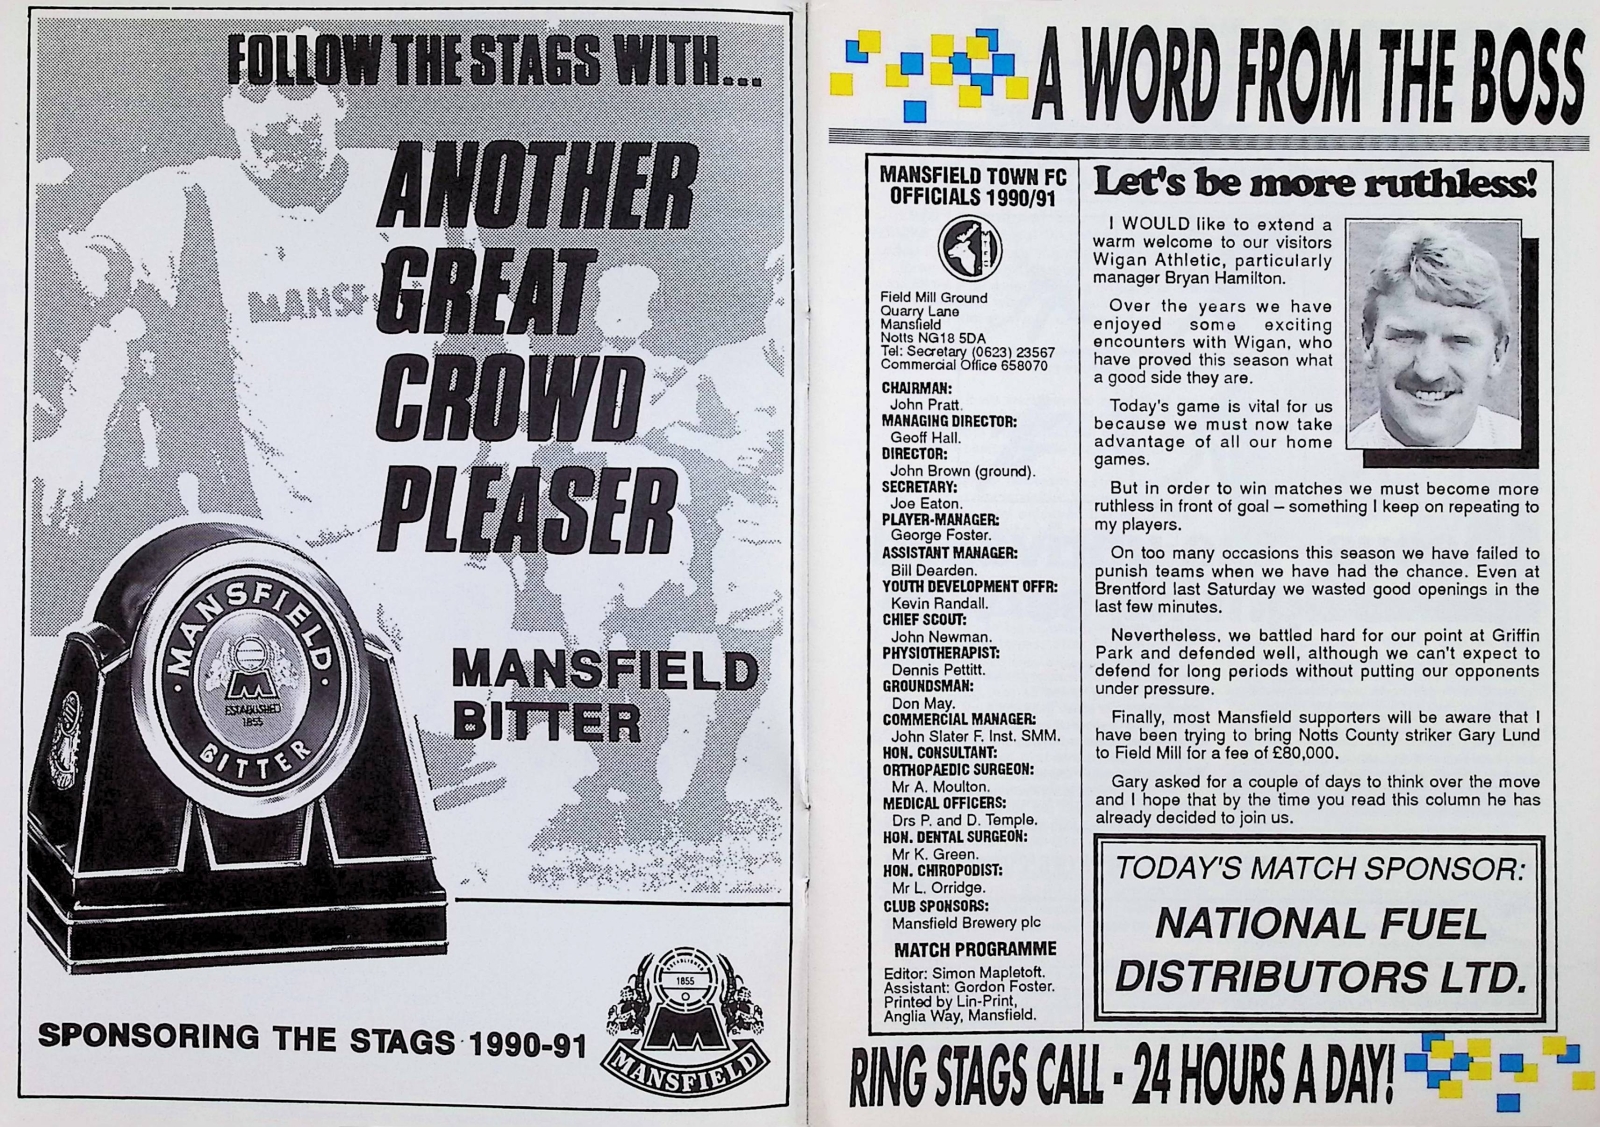 FOLLOW THE STAGS WITH...
ANOTHER
GREAT
CROWD
PLEASER
MANSF
MANSFIELD
BITTER
MANSFIELD
ESTABLISHED
1855
BITTER
SPONSORING THE STAGS 1990-91
ESTABLISHED
1855
MANSFIELD
A WORD FROM THE BOSS
MANSFIELD TOWN FC
OFFICIALS 1990/91
Field Mill Ground
Quarry Lane
Mansfield
Notts NG18 5DA
Tel: Secretary (0623) 23567
Commercial Office 658070
CHAIRMAN:
John Pratt.
MANAGING DIRECTOR:
Geoff Hall.
DIRECTOR:
John Brown (ground).
SECRETARY:
Joe Eaton.
PLAYER-MANAGER:
George Foster.
ASSISTANT MANAGER:
Bill Dearden.
YOUTH DEVELOPMENT OFFR:
Kevin Randall.
CHIEF SCOUT:
John Newman.
PHYSIOTHERAPIST:
Dennis Pettitt.
GROUNDSMAN:
Don May.
COMMERCIAL MANAGER:
John Slater F. Inst. SMM.
HON. CONSULTANT:
ORTHOPAEDIC SURGEON:
Mr A. Moulton.
MEDICAL OFFICERS:
Drs P. and D. Temple.
HON. DENTAL SURGEON:
Mr K. Green.
HON. CHIROPODIST:
Mr L. Orridge.
CLUB SPONSORS:
Mansfield Brewery plc
MATCH PROGRAMME
Editor: Simon Mapletoft.
Assistant: Gordon Foster.
Printed by Lin-Print,
Anglia Way, Mansfield.
Let's be more ruthless!
I WOULD like to extend a
warm welcome to our visitors
Wigan Athletic, particularly
manager Bryan Hamilton.
Over the years we have
enjoyed some exciting
encounters with Wigan, who
have proved this season what
a good side they are.
Today's game is vital for us
because we must now take
advantage of all our home
games.
But in order to win matches we must become more
ruthless in front of goal – something I keep on repeating to
my players.
On too many occasions this season we have failed to
punish teams when we have had the chance. Even at
Brentford last Saturday we wasted good openings in the
last few minutes.
Nevertheless, we battled hard for our point at Griffin
Park and defended well, although we can't expect to
defend for long periods without putting our opponents
under pressure.
Finally, most Mansfield supporters will be aware that I
have been trying to bring Notts County striker Gary Lund
to Field Mill for a fee of £80,000.
Gary asked for a couple of days to think over the move
and I hope that by the time you read this column he has
already decided to join us.
TODAY'S MATCH SPONSOR:
NATIONAL FUEL
DISTRIBUTORS LTD.
RING STAGS CALL - 24 HOURS A DAY!